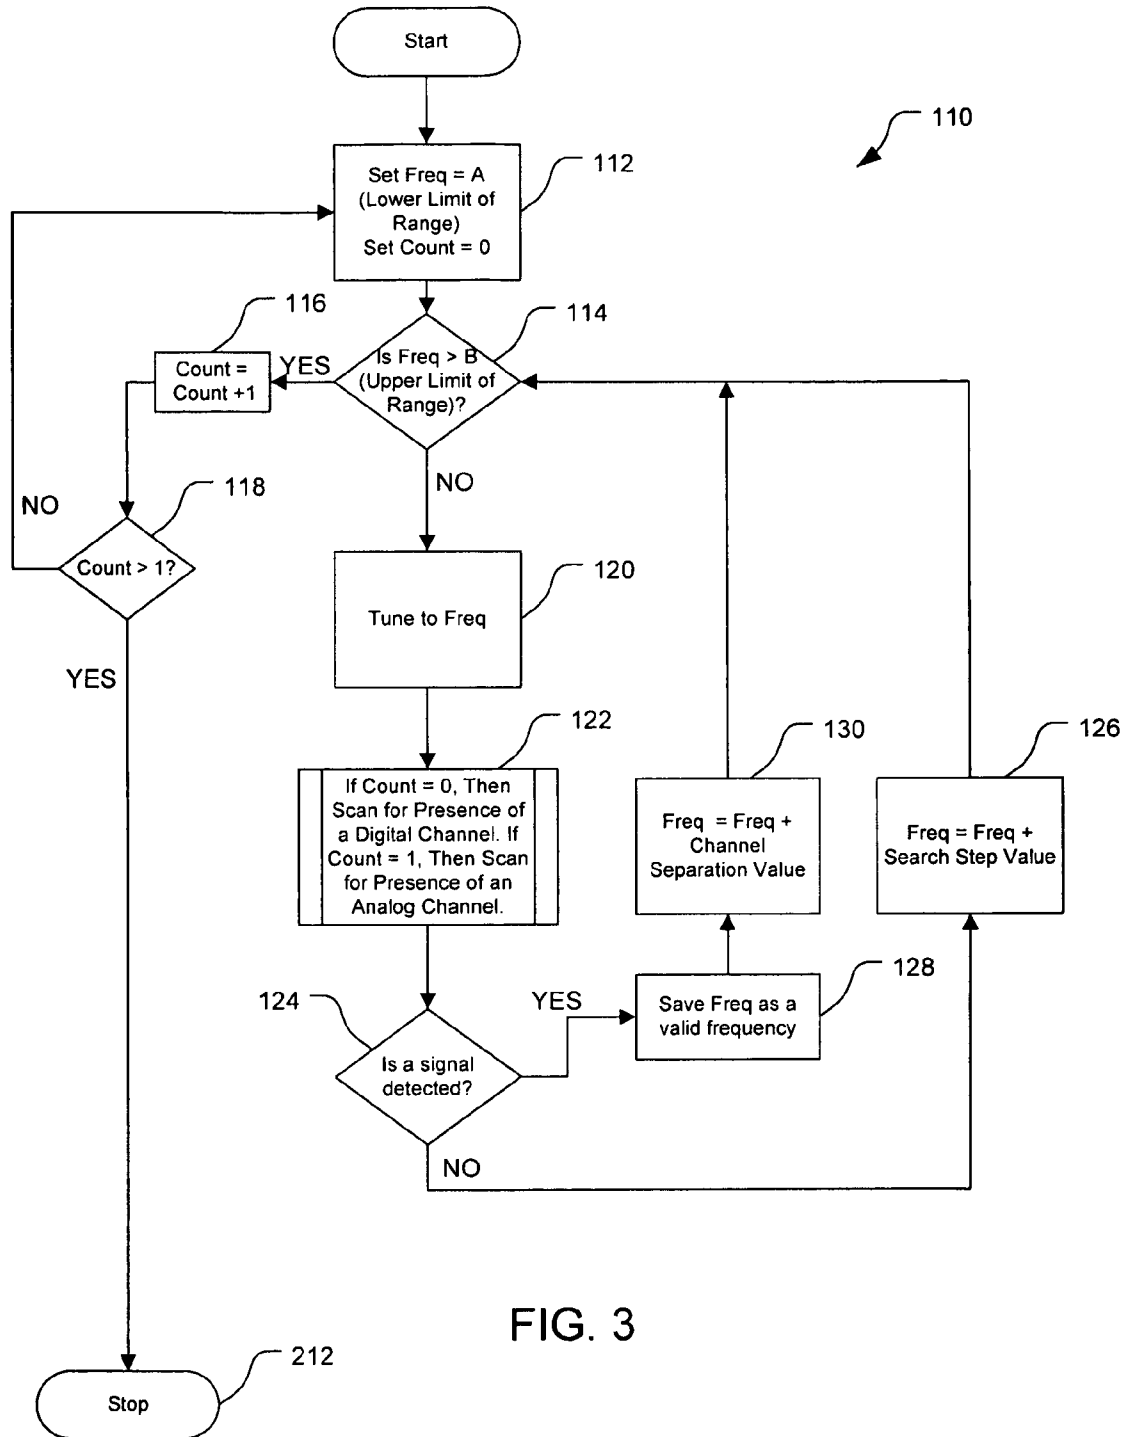 Start
110
Set Freq = A
(Lower Limit of
Range)
Set Count = 0
112
116
114
Count =
Count +1
YES
Is Freq > B
(Upper Limit of
Range)?
NO
NO
118
Count > 1?
Tune to Freq
120
YES
122
130
126
If Count = 0, Then
Scan for Presence of
a Digital Channel. If
Count = 1, Then Scan
for Presence of an
Analog Channel.
Freq = Freq +
Channel
Separation Value
Freq = Freq +
Search Step Value
124
YES
128
Save Freq as a
valid frequency
Is a signal
detected?
NO
FIG. 3
212
Stop